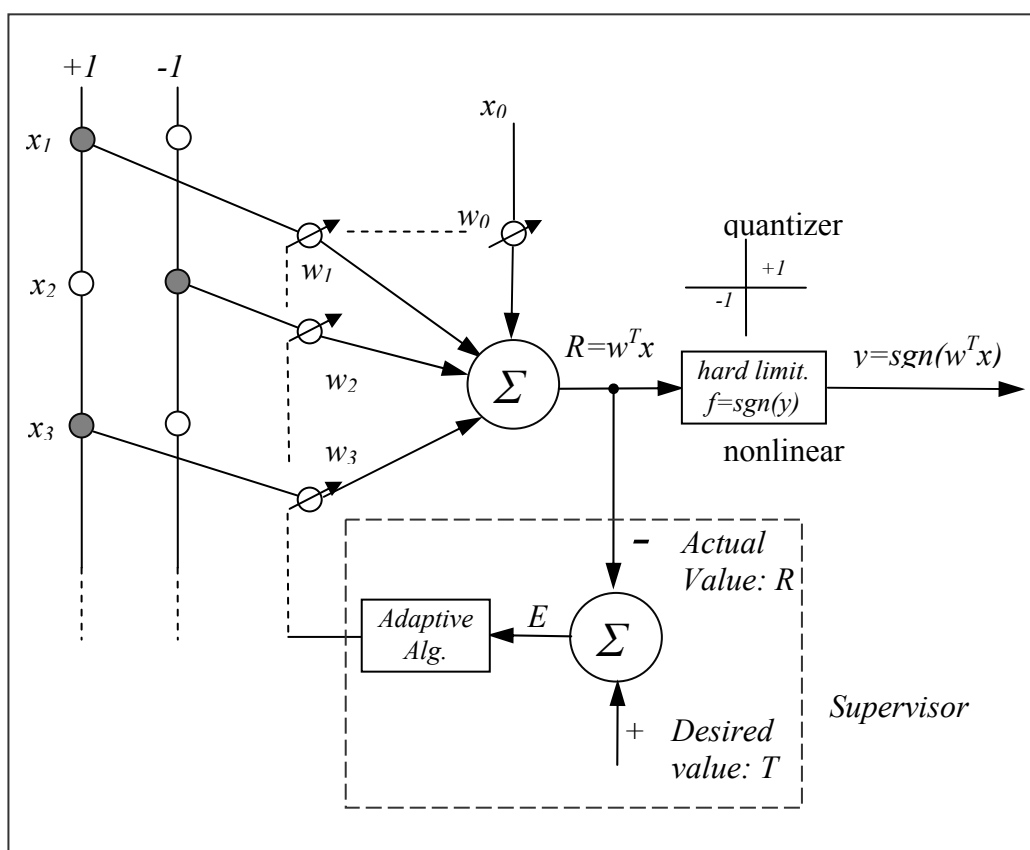 +1 -1
x0
x1
w0
quantizer
+1
-1
w1
x2
R=wᵀx
y=sgn(wᵀx)
hard limit.
f=sgn(y)
Σ
w2
x3
w3
nonlinear
- Actual
Value: R
Adaptive
Alg.
E
Σ
Supervisor
+ Desired
value: T